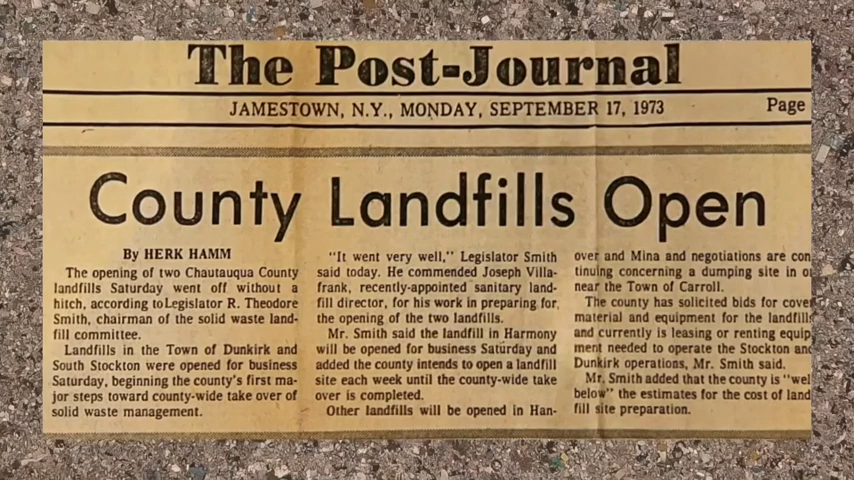 The Post-Journal
JAMESTOWN, N.Y., MONDAY, SEPTEMBER 17, 1973
Page
County Landfills Open
By HERK HAMM
The opening of two Chautauqua County
landfills Saturday went off without a
hitch, according to Legislator R. Theodore
Smith, chairman of the solid waste land-
fill committee.
Landfills in the Town of Dunkirk and
South Stockton were opened for business
Saturday, beginning the county's first ma-
jor steps toward county-wide take over of
solid waste management.
"It went very well," Legislator Smith
said today. He commended Joseph Villa-
frank, recently-appointed sanitary land-
fill director, for his work in preparing for
the opening of the two landfills.
Mr. Smith said the landfill in Harmony
will be opened for business Saturday and
added the county intends to open a landfill
site each week until the county-wide take
over is completed.
Other landfills will be opened in Han-
over and Mina and negotiations are con
tinuing concerning a dumping site in o
near the Town of Carroll.
The county has solicited bids for cover
material and equipment for the landfills
and currently is leasing or renting equip
ment needed to operate the Stockton and
Dunkirk operations, Mr. Smith said.
Mr. Smith added that the county is "wel
below" the estimates for the cost of land
fill site preparation.